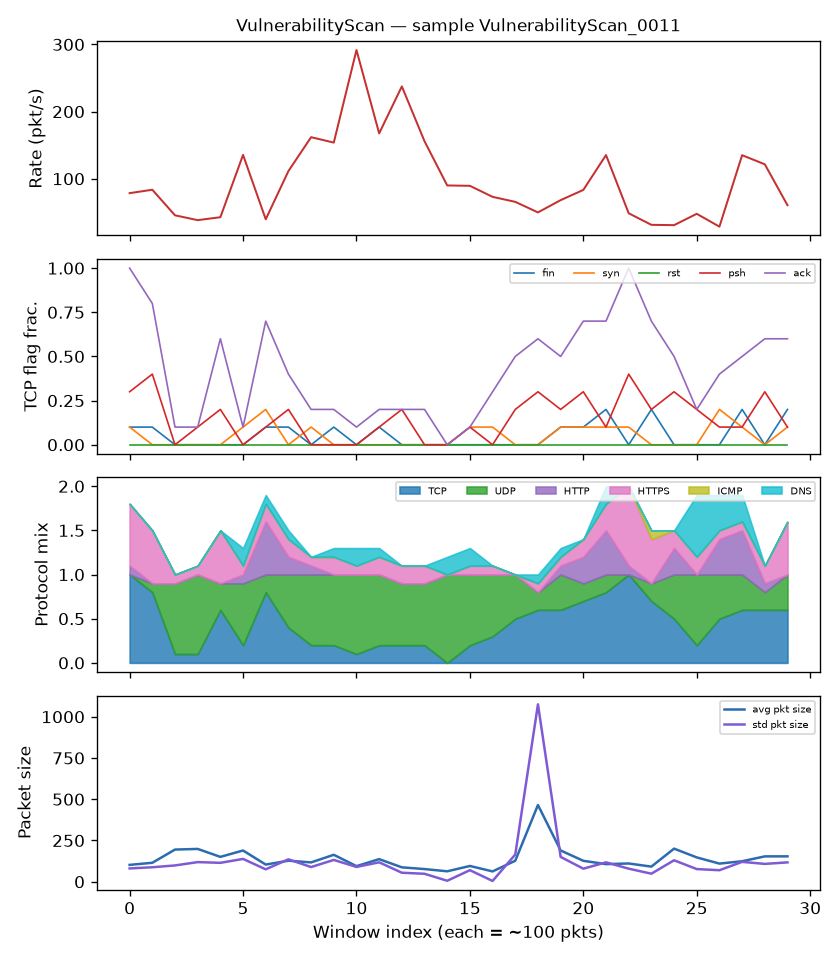 VulnerabilityScan — sample VulnerabilityScan_0011
300
200
100
Rate (pkt/s)
fin syn rst psh ack
1.00
0.75
0.50
0.25
0.00
TCP flag frac.
TCP UDP HTTP HTTPS ICMP DNS
2.0
1.5
1.0
0.5
0.0
Protocol mix
avg pkt size
std pkt size
1000
750
500
250
0
Packet size
0 5 10 15 20 25 30
Window index (each = ~100 pkts)